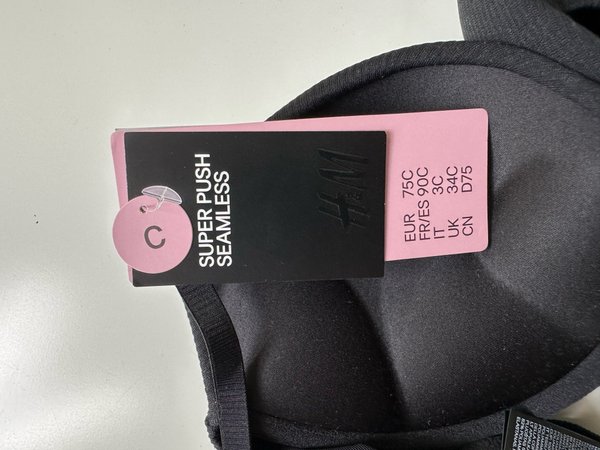 C
SUPER PUSH
SEAMLESS
H&M
EUR 75C
FR/ES 90C
IT 3C
UK 34C
CN D75